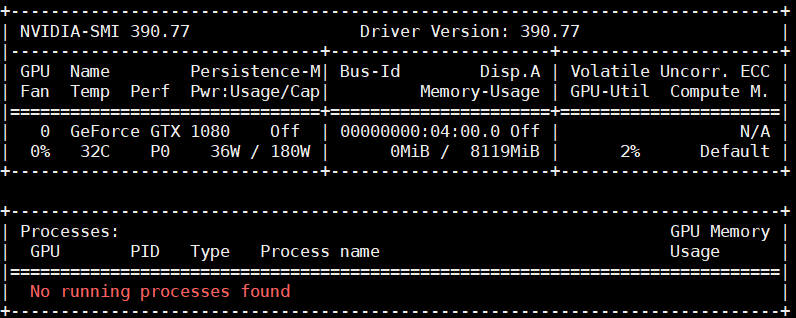 +-----------------------------------------------------------------------------+
| NVIDIA-SMI 390.77                 Driver Version: 390.77                    |
|-------------------------------+----------------------+----------------------+
| GPU  Name        Persistence-M| Bus-Id        Disp.A | Volatile Uncorr. ECC |
| Fan  Temp  Perf  Pwr:Usage/Cap|         Memory-Usage | GPU-Util  Compute M. |
|===============================+======================+======================|
|   0  GeForce GTX 1080    Off  | 00000000:04:00.0 Off |                  N/A |
|  0%   32C    P0    36W / 180W |      0MiB /  8119MiB |      2%      Default |
+-------------------------------+----------------------+----------------------+
+-----------------------------------------------------------------------------+
| Processes:                                                       GPU Memory |
|  GPU       PID   Type   Process name                             Usage      |
|=============================================================================|
|  No running processes found                                                 |
+-----------------------------------------------------------------------------+